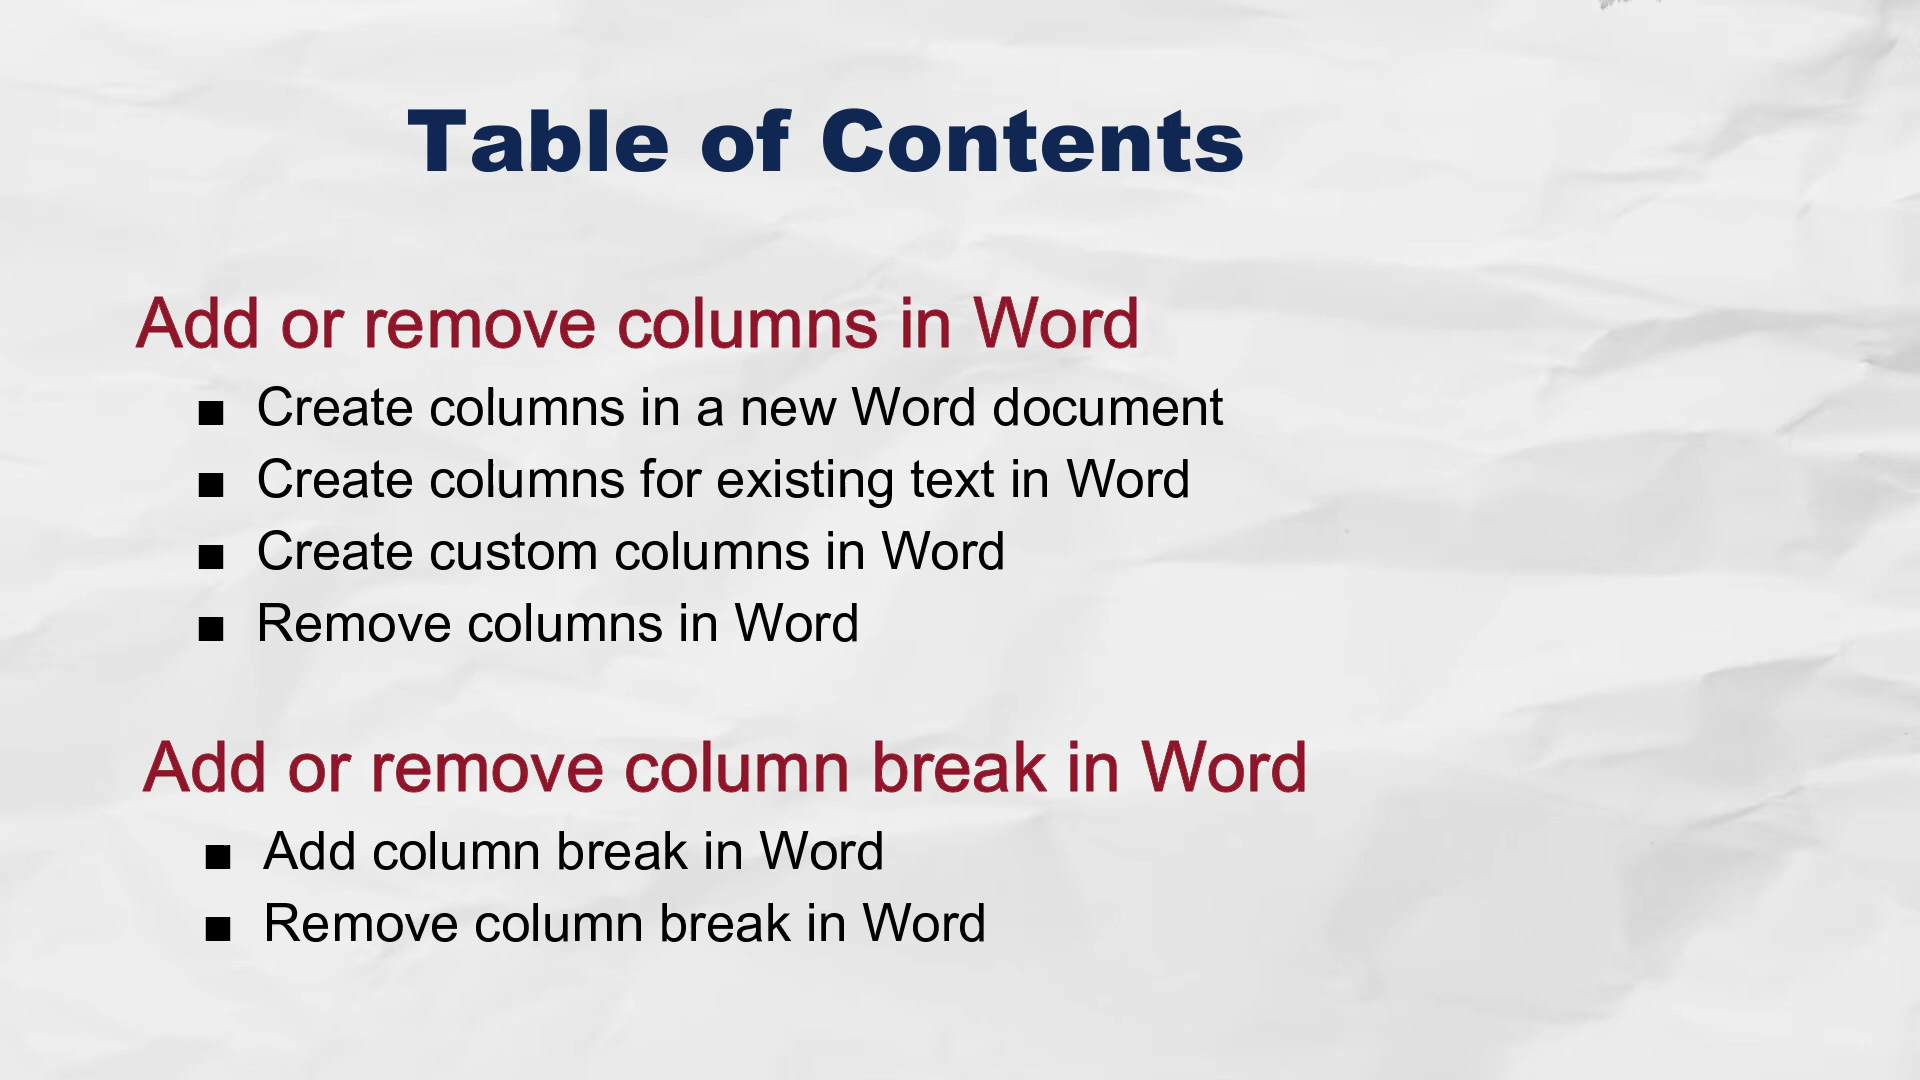 Table of Contents
Add or remove columns in Word
■ Create columns in a new Word document
■ Create columns for existing text in Word
■ Create custom columns in Word
■ Remove columns in Word
Add or remove column break in Word
■ Add column break in Word
■ Remove column break in Word